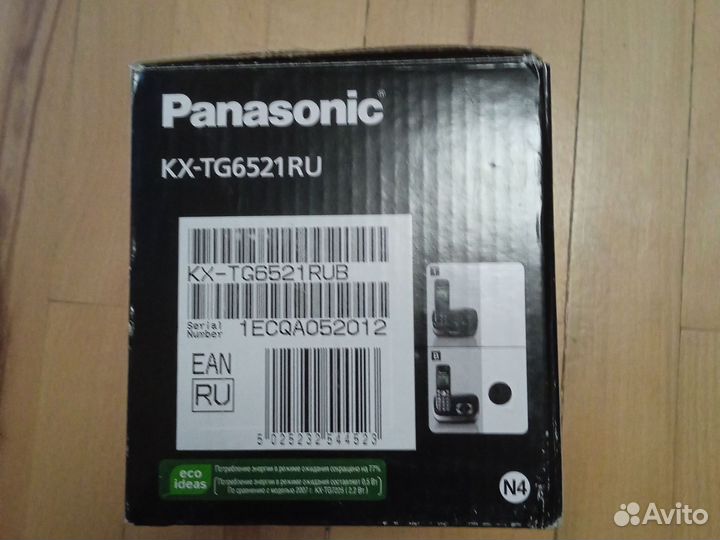 Panasonic®
KX-TG6521RU
KX-TG6521RUB
Serial
Number
1ECQA052012
EAN
RU
5 025232 544523
T
B
eco
ideas
Потребление энергии в режиме ожидания сокращено на 77%
Потребление энергии в режиме ожидания составляет 0,5 Вт
По сравнению с моделью 2007 г. KX-TG7225 ( 2,2 Вт )
N4
Avito